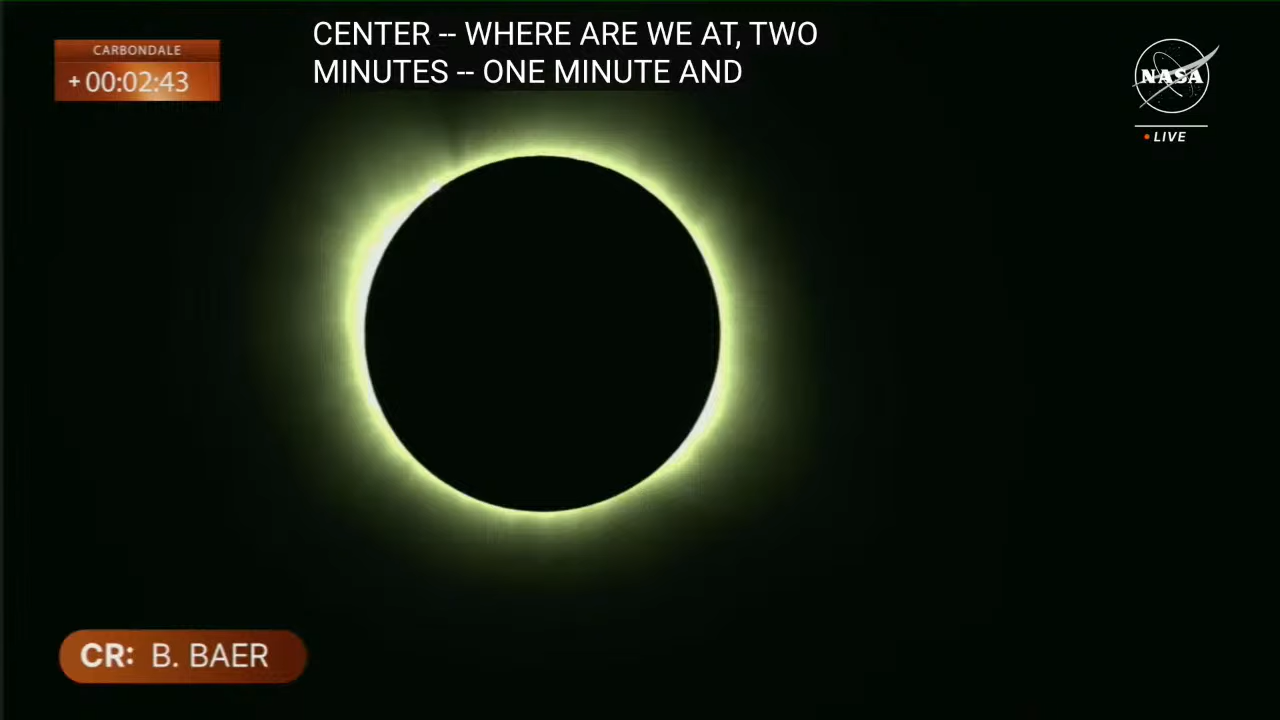 CENTER -- WHERE ARE WE AT, TWO
MINUTES -- ONE MINUTE AND
CARBONDALE
+00:02:43
NASA
LIVE
CR: B. BAER